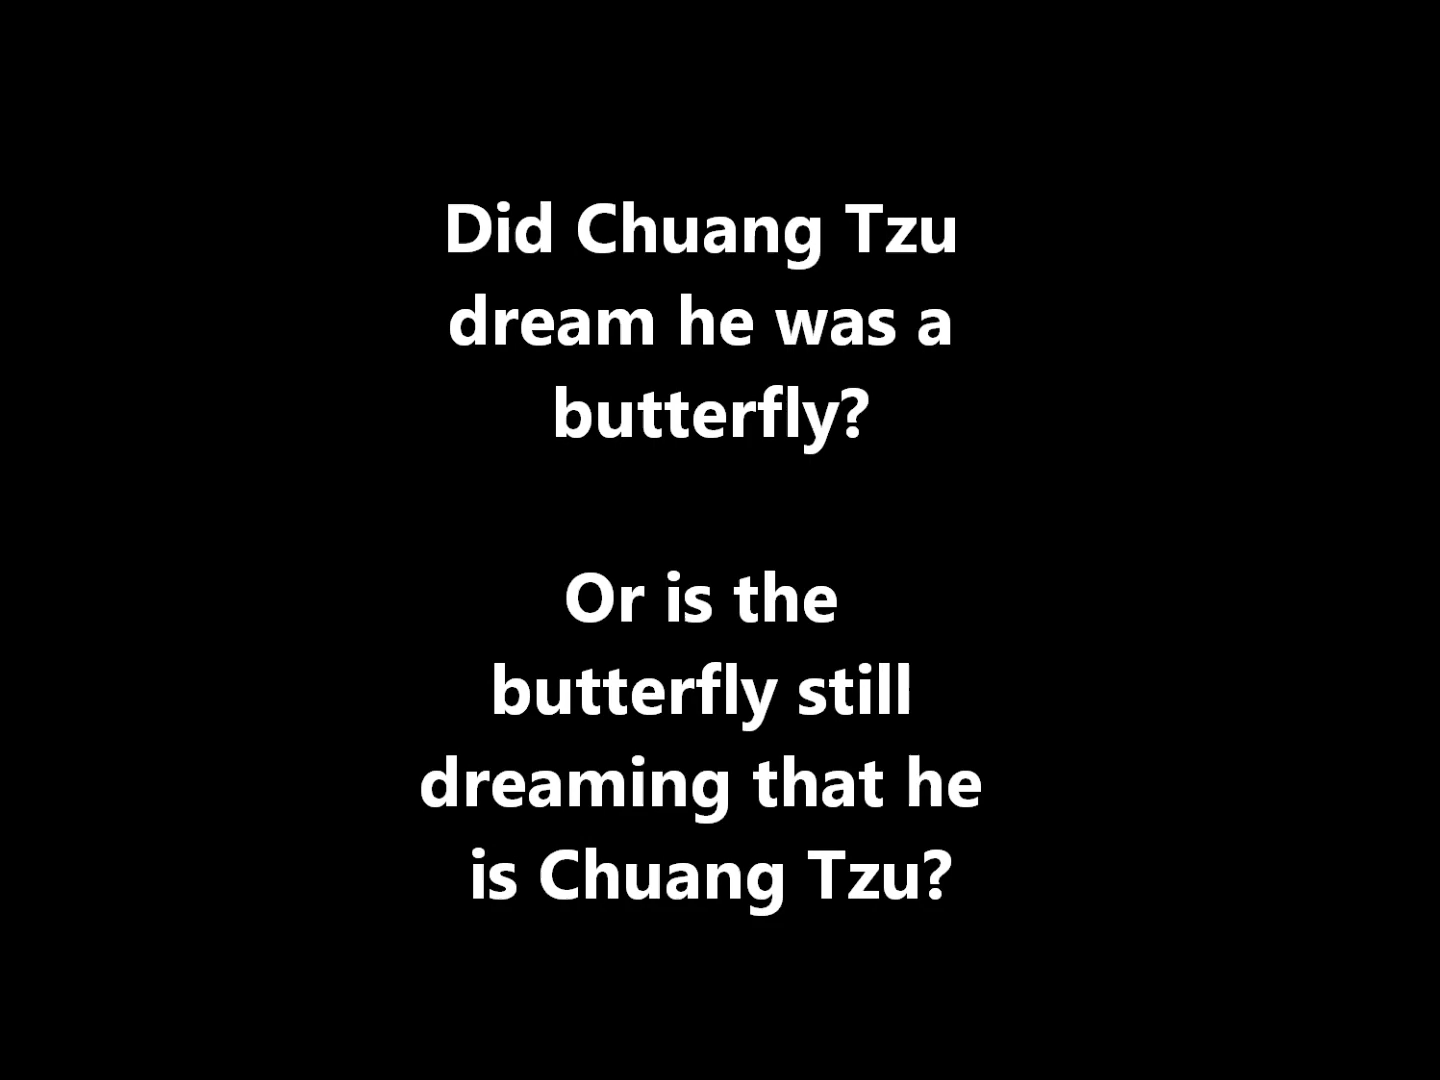 Did Chuang Tzu
dream he was a
butterfly?
Or is the
butterfly still
dreaming that he
is Chuang Tzu?